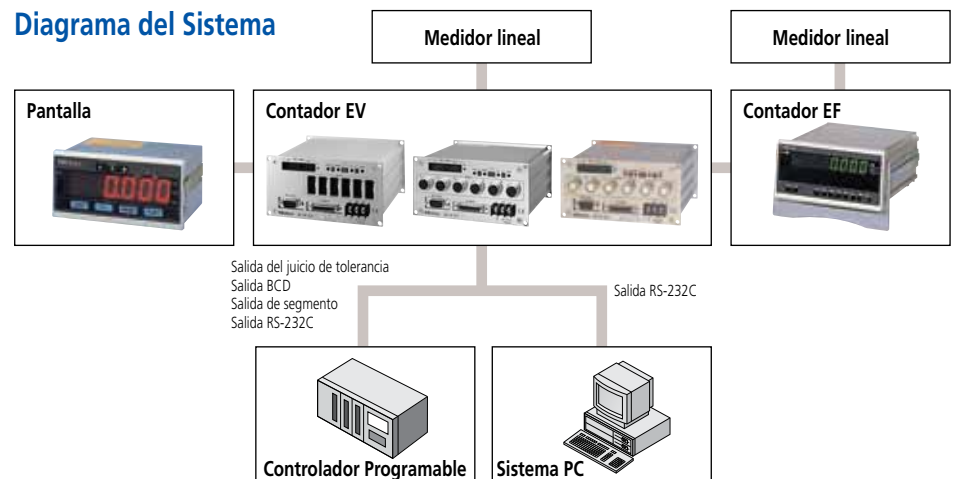 Diagrama del Sistema
Medidor lineal
Medidor lineal
Pantalla
Contador EV
Contador EF
Salida del juicio de tolerancia
Salida BCD
Salida de segmento
Salida RS-232C
Salida RS-232C
Controlador Programable
Sistema PC